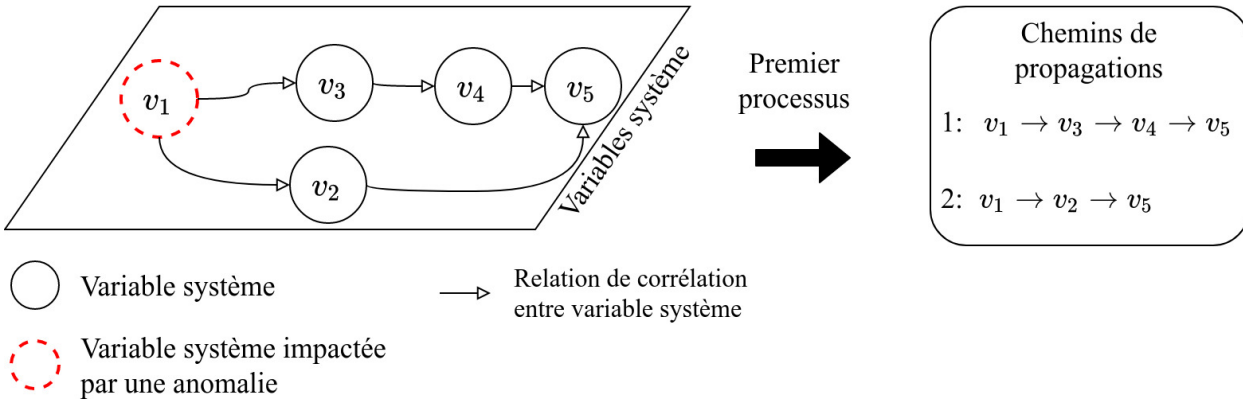 v₁
v₃
v₄
v₅
v₂
Variables système
Premier
processus
Chemins de
propagations
1: v₁ → v₃ → v₄ → v₅
2: v₁ → v₂ → v₅
Variable système
Relation de corrélation
entre variable système
Variable système impactée
par une anomalie